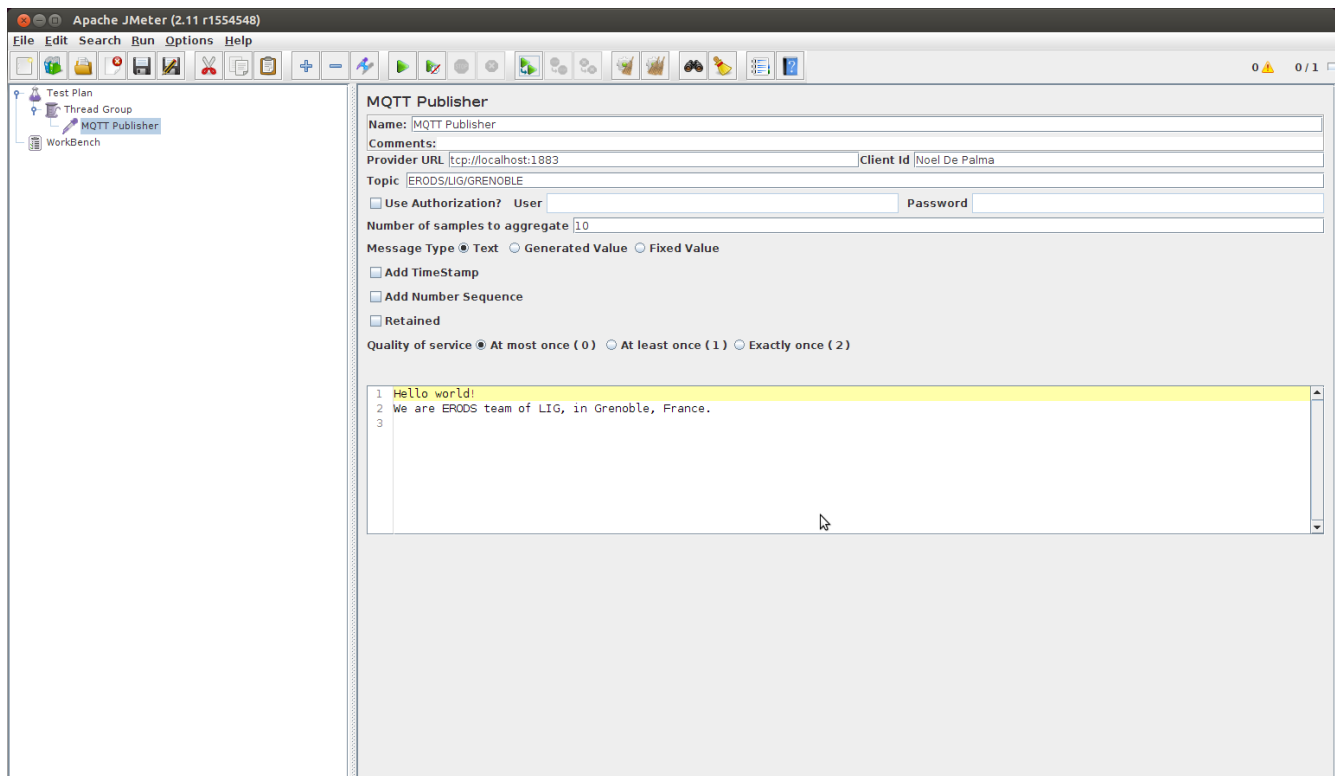 Apache JMeter (2.11 r1554548)
File Edit Search Run Options Help
0 0/1
Test Plan
Thread Group
MQTT Publisher
WorkBench
MQTT Publisher
Name: MQTT Publisher
Comments:
Provider URL tcp://localhost:1883 Client Id Noel De Palma
Topic ERODS/LIG/GRENOBLE
Use Authorization? User Password
Number of samples to aggregate 10
Message Type Text Generated Value Fixed Value
Add TimeStamp
Add Number Sequence
Retained
Quality of service At most once ( 0 ) At least once ( 1 ) Exactly once ( 2 )
1 Hello world!
2 We are ERODS team of LIG, in Grenoble, France.
3